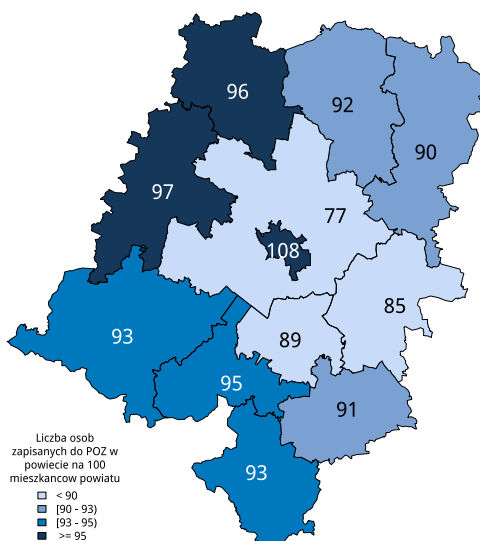 96
92
90
97
77
108
85
93
89
95
91
93
Liczba osob
zapisanych do POZ w
powiecie na 100
mieszkancow powiatu
< 90
[90 - 93)
[93 - 95)
>= 95